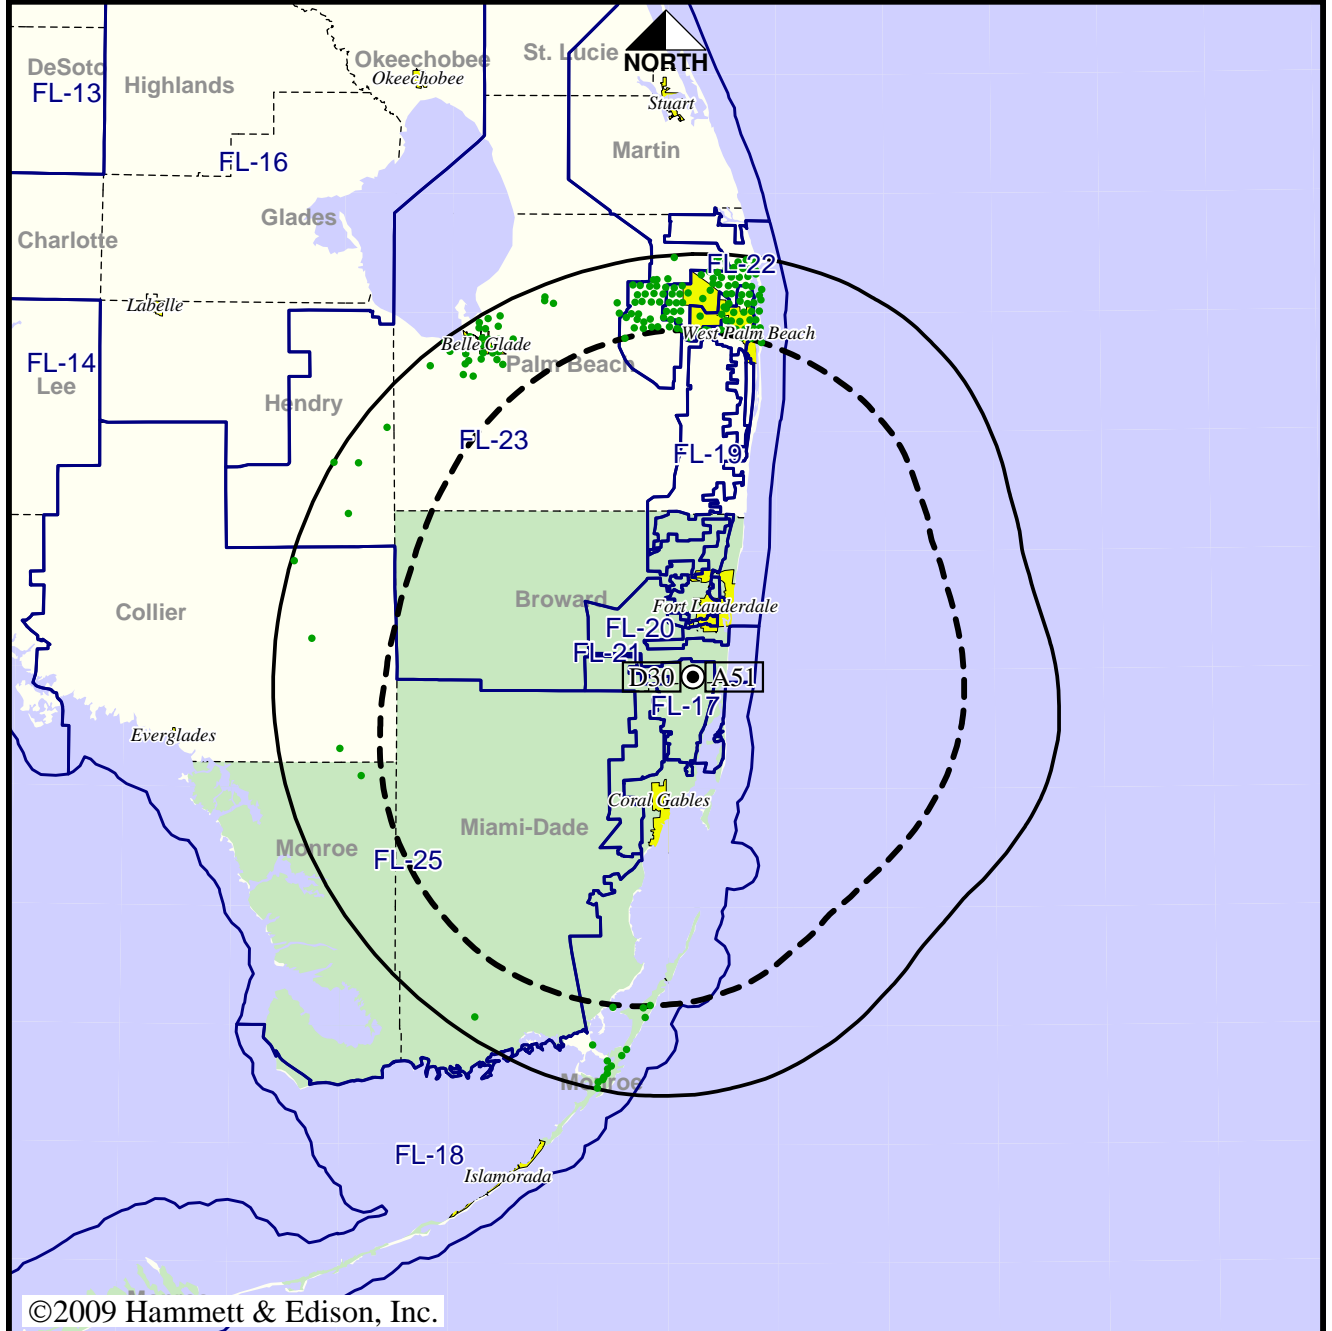 Okeechobee
St. Lucie
NORTH
DeSoto
Highlands
Okeechobee
FL-13
Stuart
Martin
FL-16
Glades
Charlotte
FL-22
Labelle
West Palm Beach
Belle Glade
FL-14
Palm Beach
Lee
Hendry
FL-23
FL-19
Broward
Fort Lauderdale
Collier
FL-20
FL-21
D30
A51
FL-17
Everglades
Coral Gables
Miami-Dade
Monroe
FL-25
Monroe
FL-18
Islamorada
©2009 Hammett & Edison, Inc.